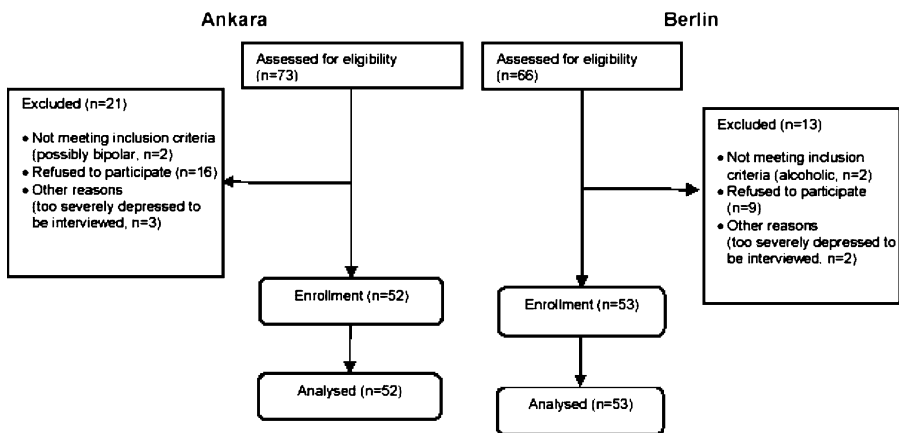 Ankara
Assessed for eligibility
(n=73)
Excluded (n=21)
• Not meeting inclusion criteria
(possibly bipolar, n=2)
• Refused to participate (n=16)
• Other reasons
(too severely depressed to
be interviewed, n=3)
Enrollment (n=52)
Analysed (n=52)
Berlin
Assessed for eligibility
(n=66)
Excluded (n=13)
• Not meeting inclusion
criteria (alcoholic, n=2)
• Refused to participate
(n=9)
• Other reasons
(too severely depressed to
be interviewed, n=2)
Enrollment (n=53)
Analysed (n=53)